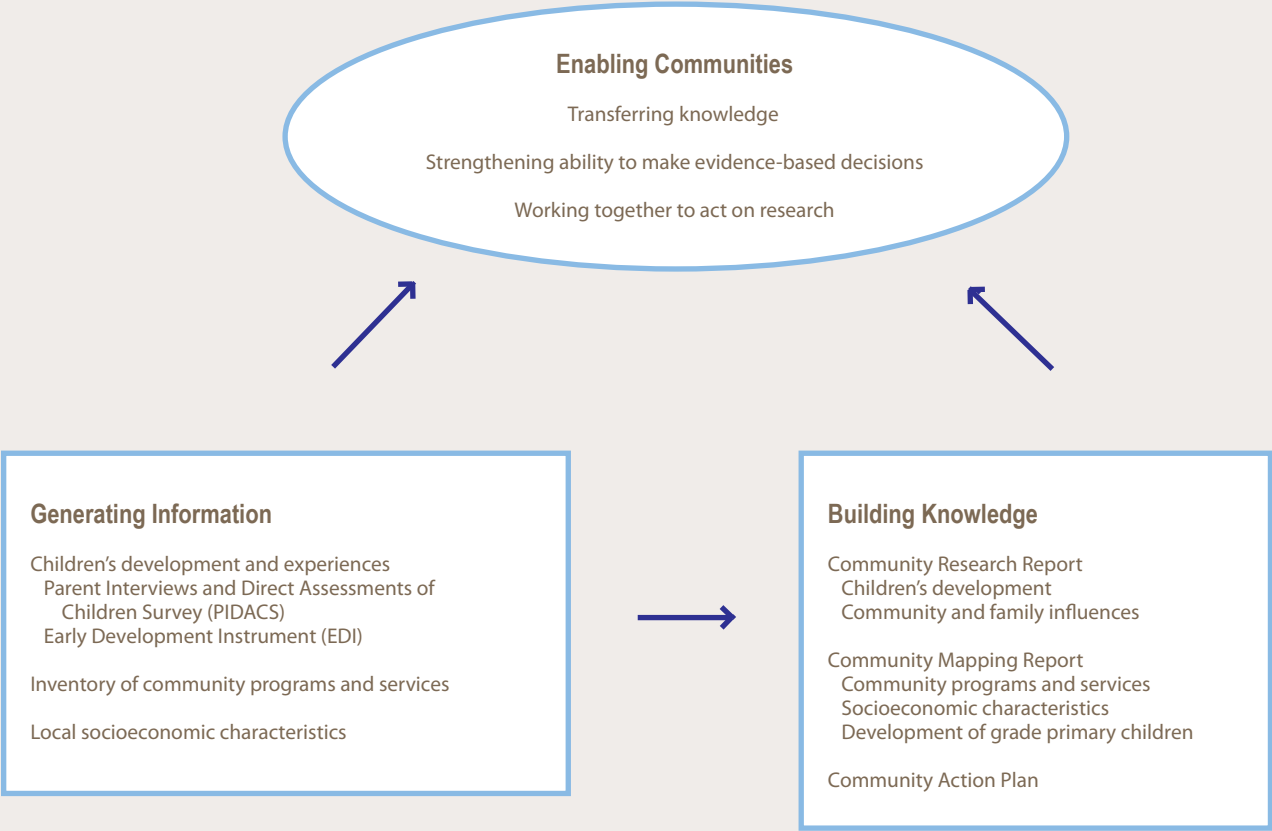 Enabling Communities
Transferring knowledge
Strengthening ability to make evidence-based decisions
Working together to act on research
Generating Information
Children’s development and experiences
Parent Interviews and Direct Assessments of
Children Survey (PIDACS)
Early Development Instrument (EDI)
Inventory of community programs and services
Local socioeconomic characteristics
Building Knowledge
Community Research Report
Children’s development
Community and family influences
Community Mapping Report
Community programs and services
Socioeconomic characteristics
Development of grade primary children
Community Action Plan